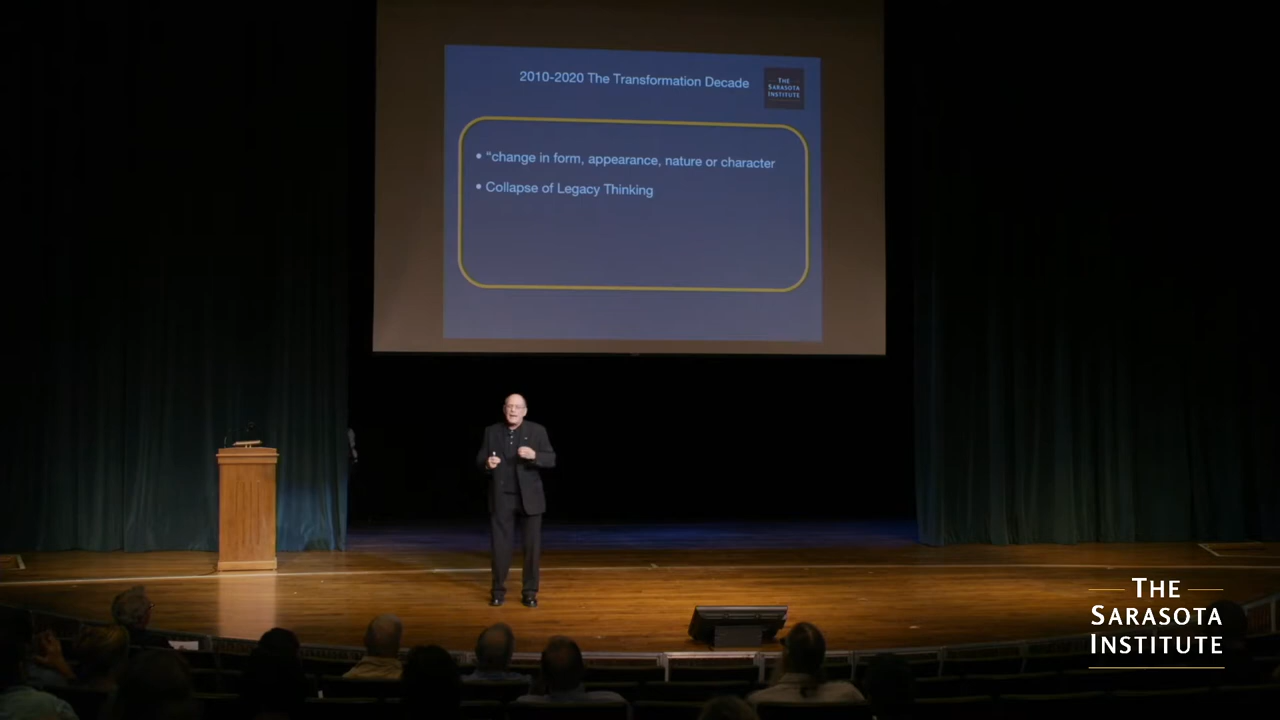 2010-2020 The Transformation Decade
THE
SARASOTA
INSTITUTE
• "change in form, appearance, nature or character
• Collapse of Legacy Thinking
THE
SARASOTA
INSTITUTE